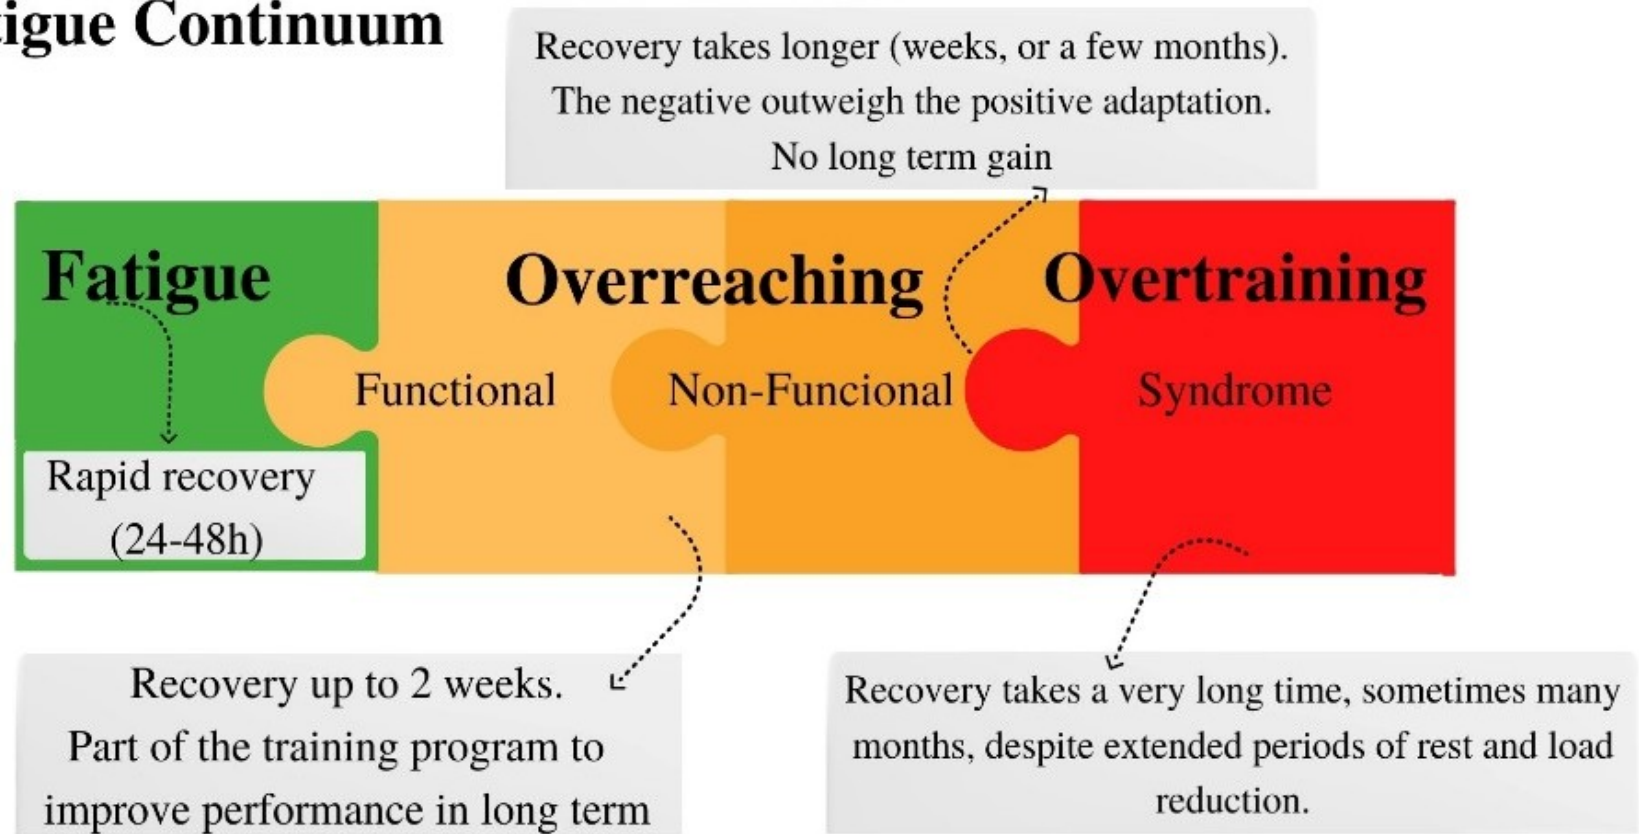 tigue Continuum
Recovery takes longer (weeks, or a few months).
The negative outweigh the positive adaptation.
No long term gain
Fatigue
Overreaching
Overtraining
Functional
Non-Funcional
Syndrome
Rapid recovery
(24-48h)
Recovery up to 2 weeks.
Part of the training program to
improve performance in long term
Recovery takes a very long time, sometimes many
months, despite extended periods of rest and load
reduction.